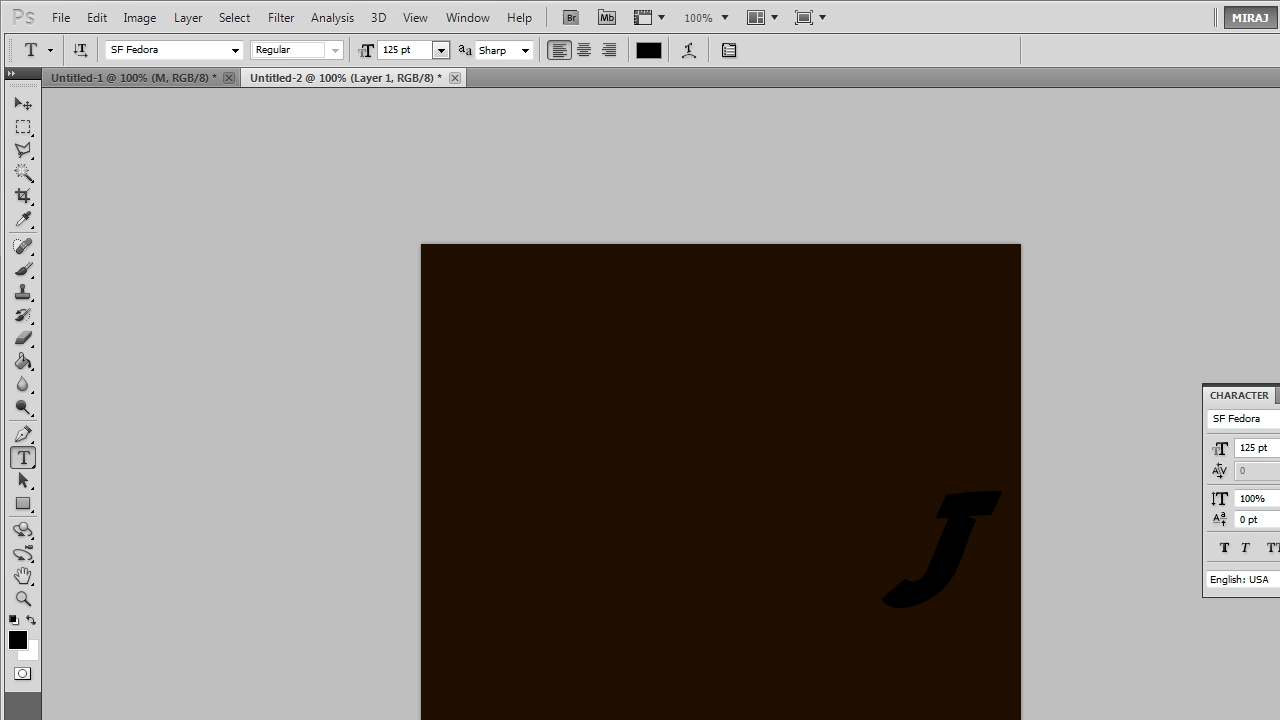 Ps File Edit Image Layer Select Filter Analysis 3D View Window Help Br Mb 100% MIRAJ
T SF Fedora Regular 125 pt Sharp
Untitled-1 @ 100% (M, RGB/8) * Untitled-2 @ 100% (Layer 1, RGB/8) *
J
CHARACTER
SF Fedora
125 pt
0
100%
0 pt
T T TT
English: USA